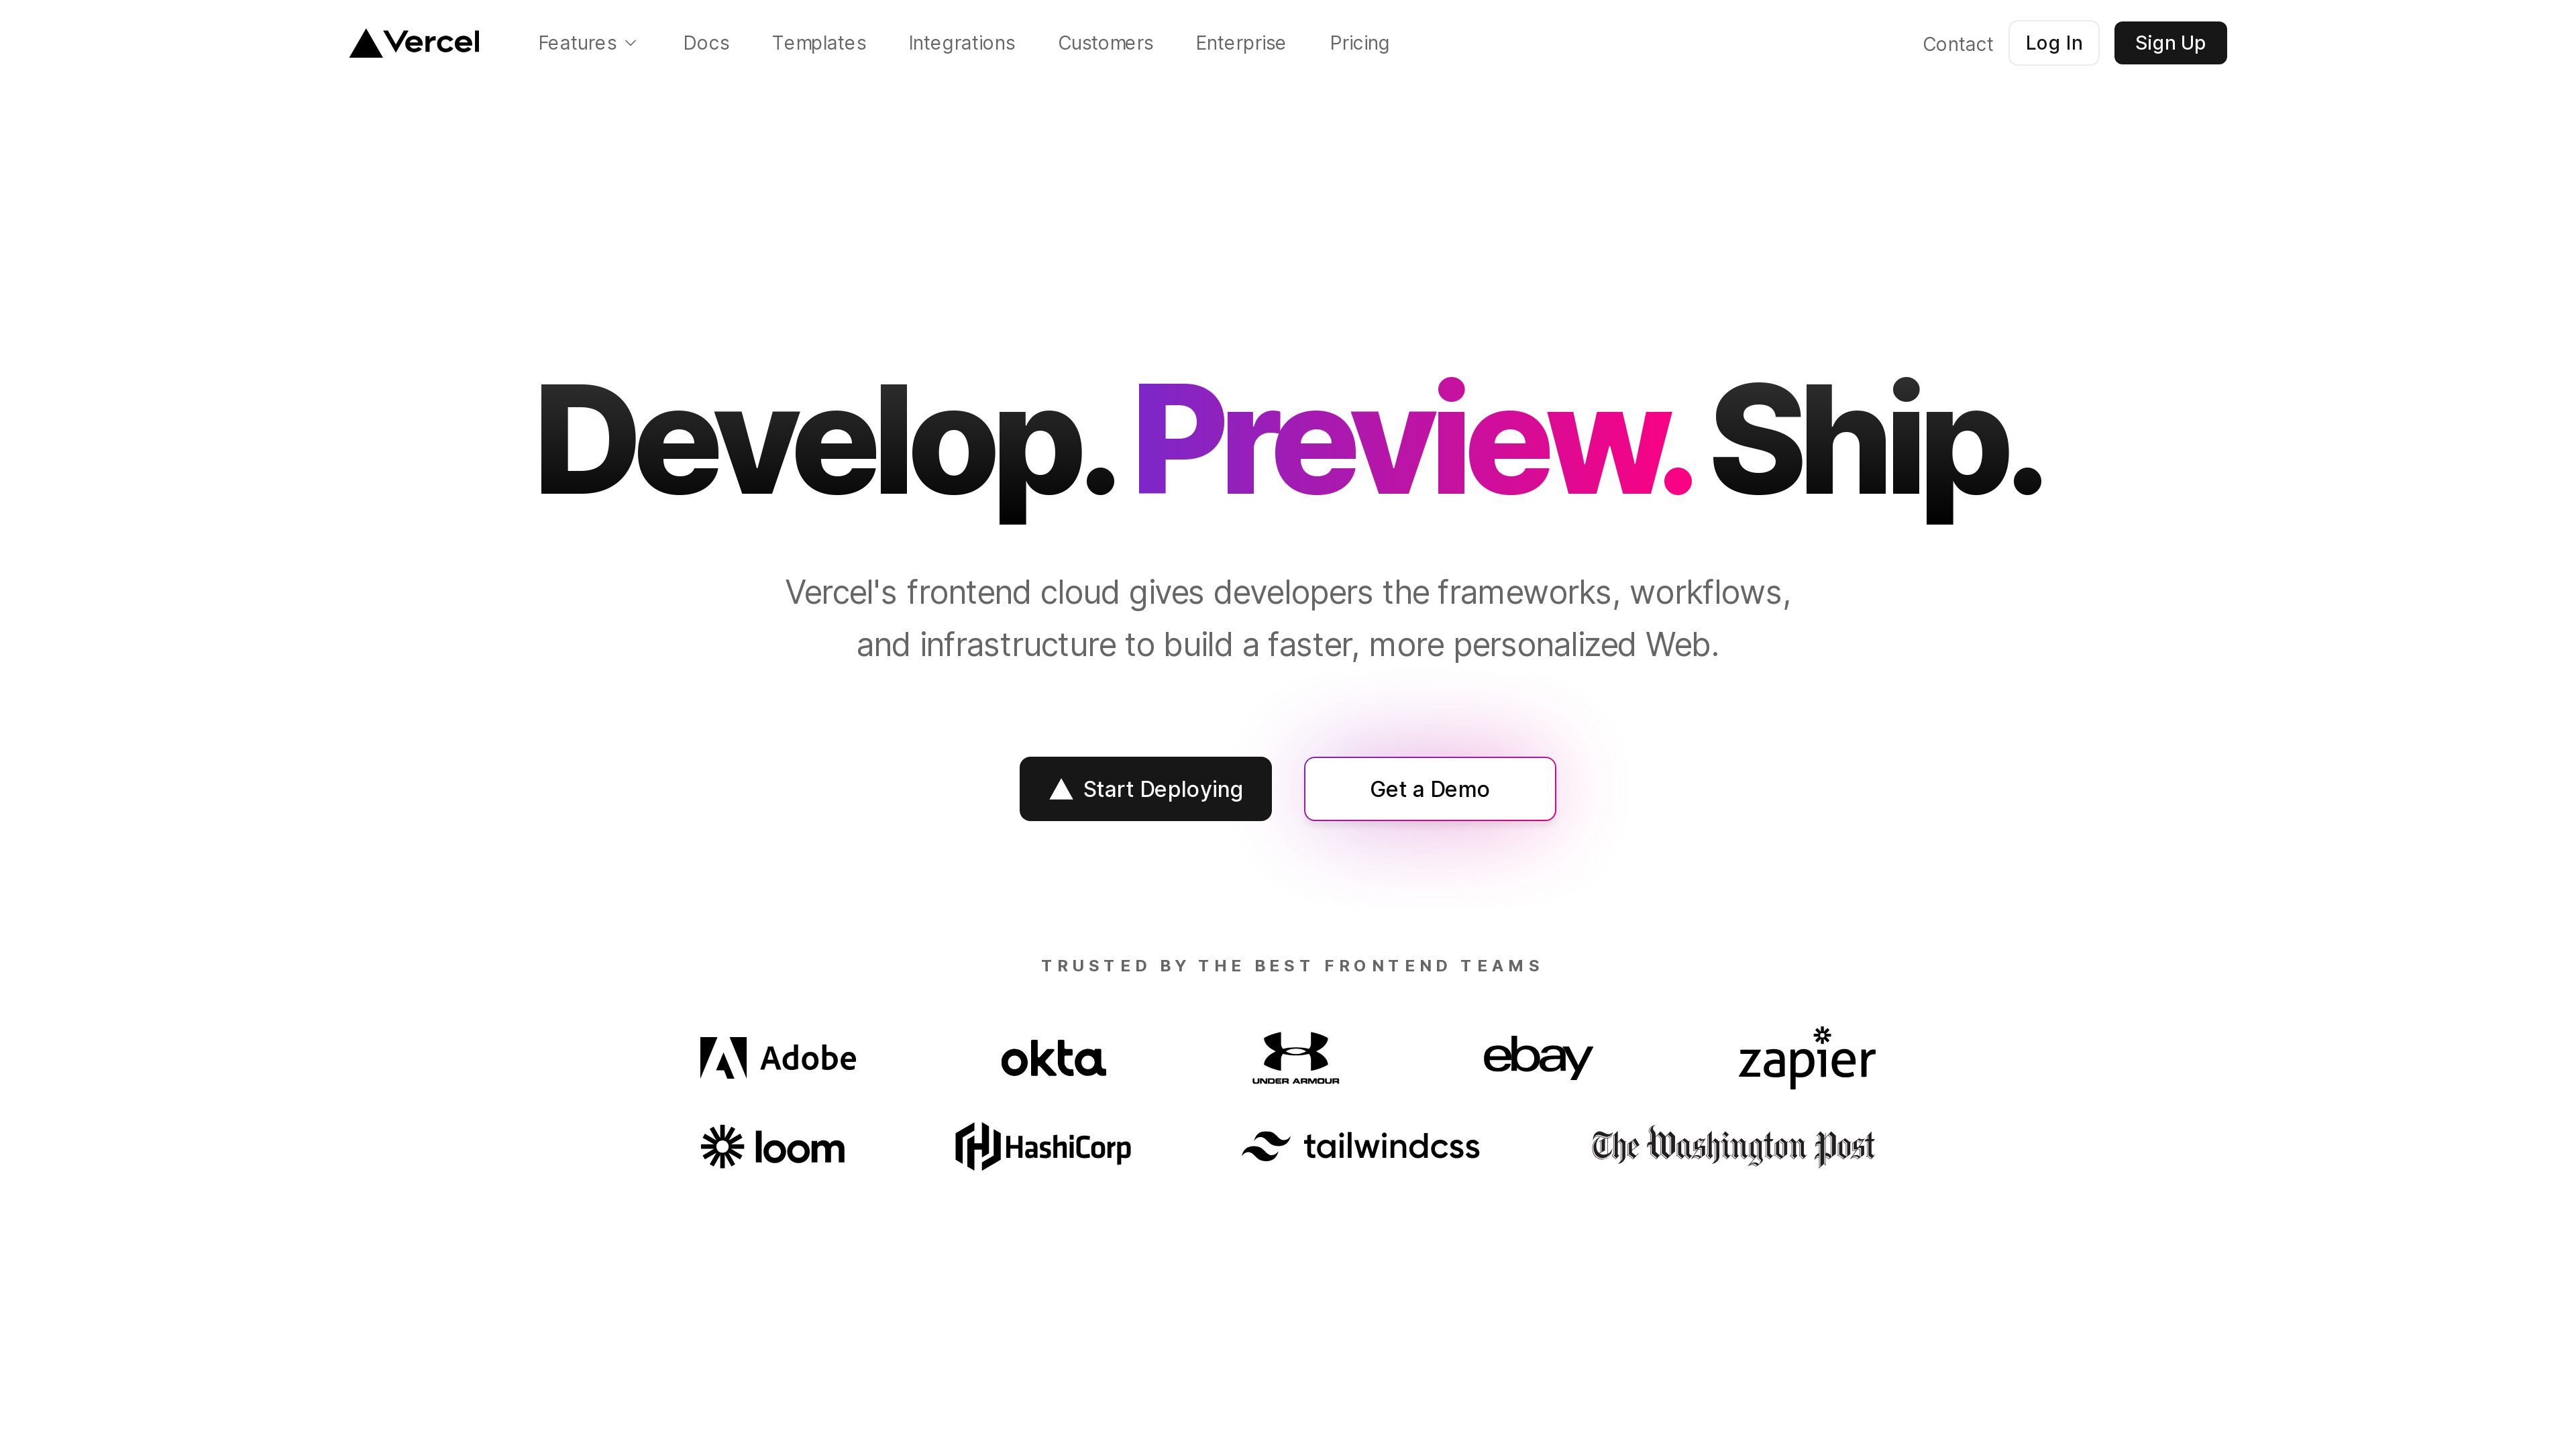 Vercel Features Docs Templates Integrations Customers Enterprise Pricing Contact Log In Sign Up
Develop. Preview. Ship.
Vercel's frontend cloud gives developers the frameworks, workflows,
and infrastructure to build a faster, more personalized Web.
Start Deploying Get a Demo
TRUSTED BY THE BEST FRONTEND TEAMS
Adobe okta UNDER ARMOUR ebay zapier
loom HashiCorp tailwindcss The Washington Post